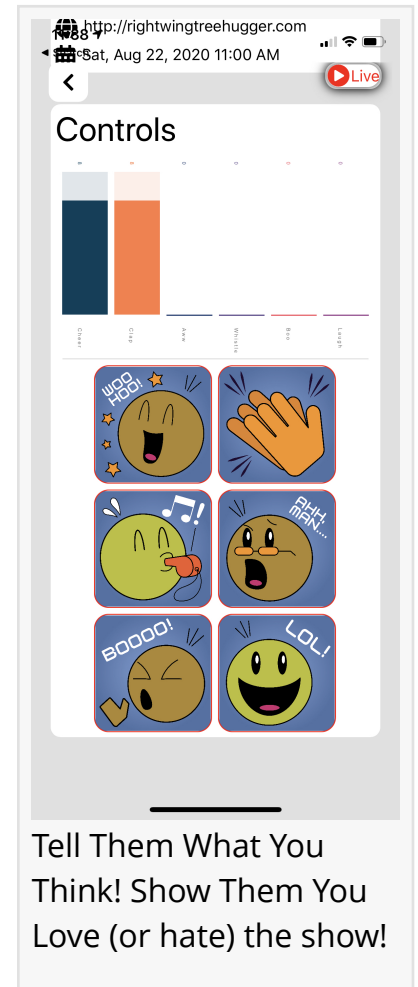 http://rightwingtreehugger.com
Sat, Aug 22, 2020 11:00 AM
Live
Controls
Cheer
Clap
Aww
Whistle
Boo
Laugh
WOO
HOO!
AHH,
MAN....
BOOOO!
LOL!
Tell Them What You
Think! Show Them You
Love (or hate) the show!